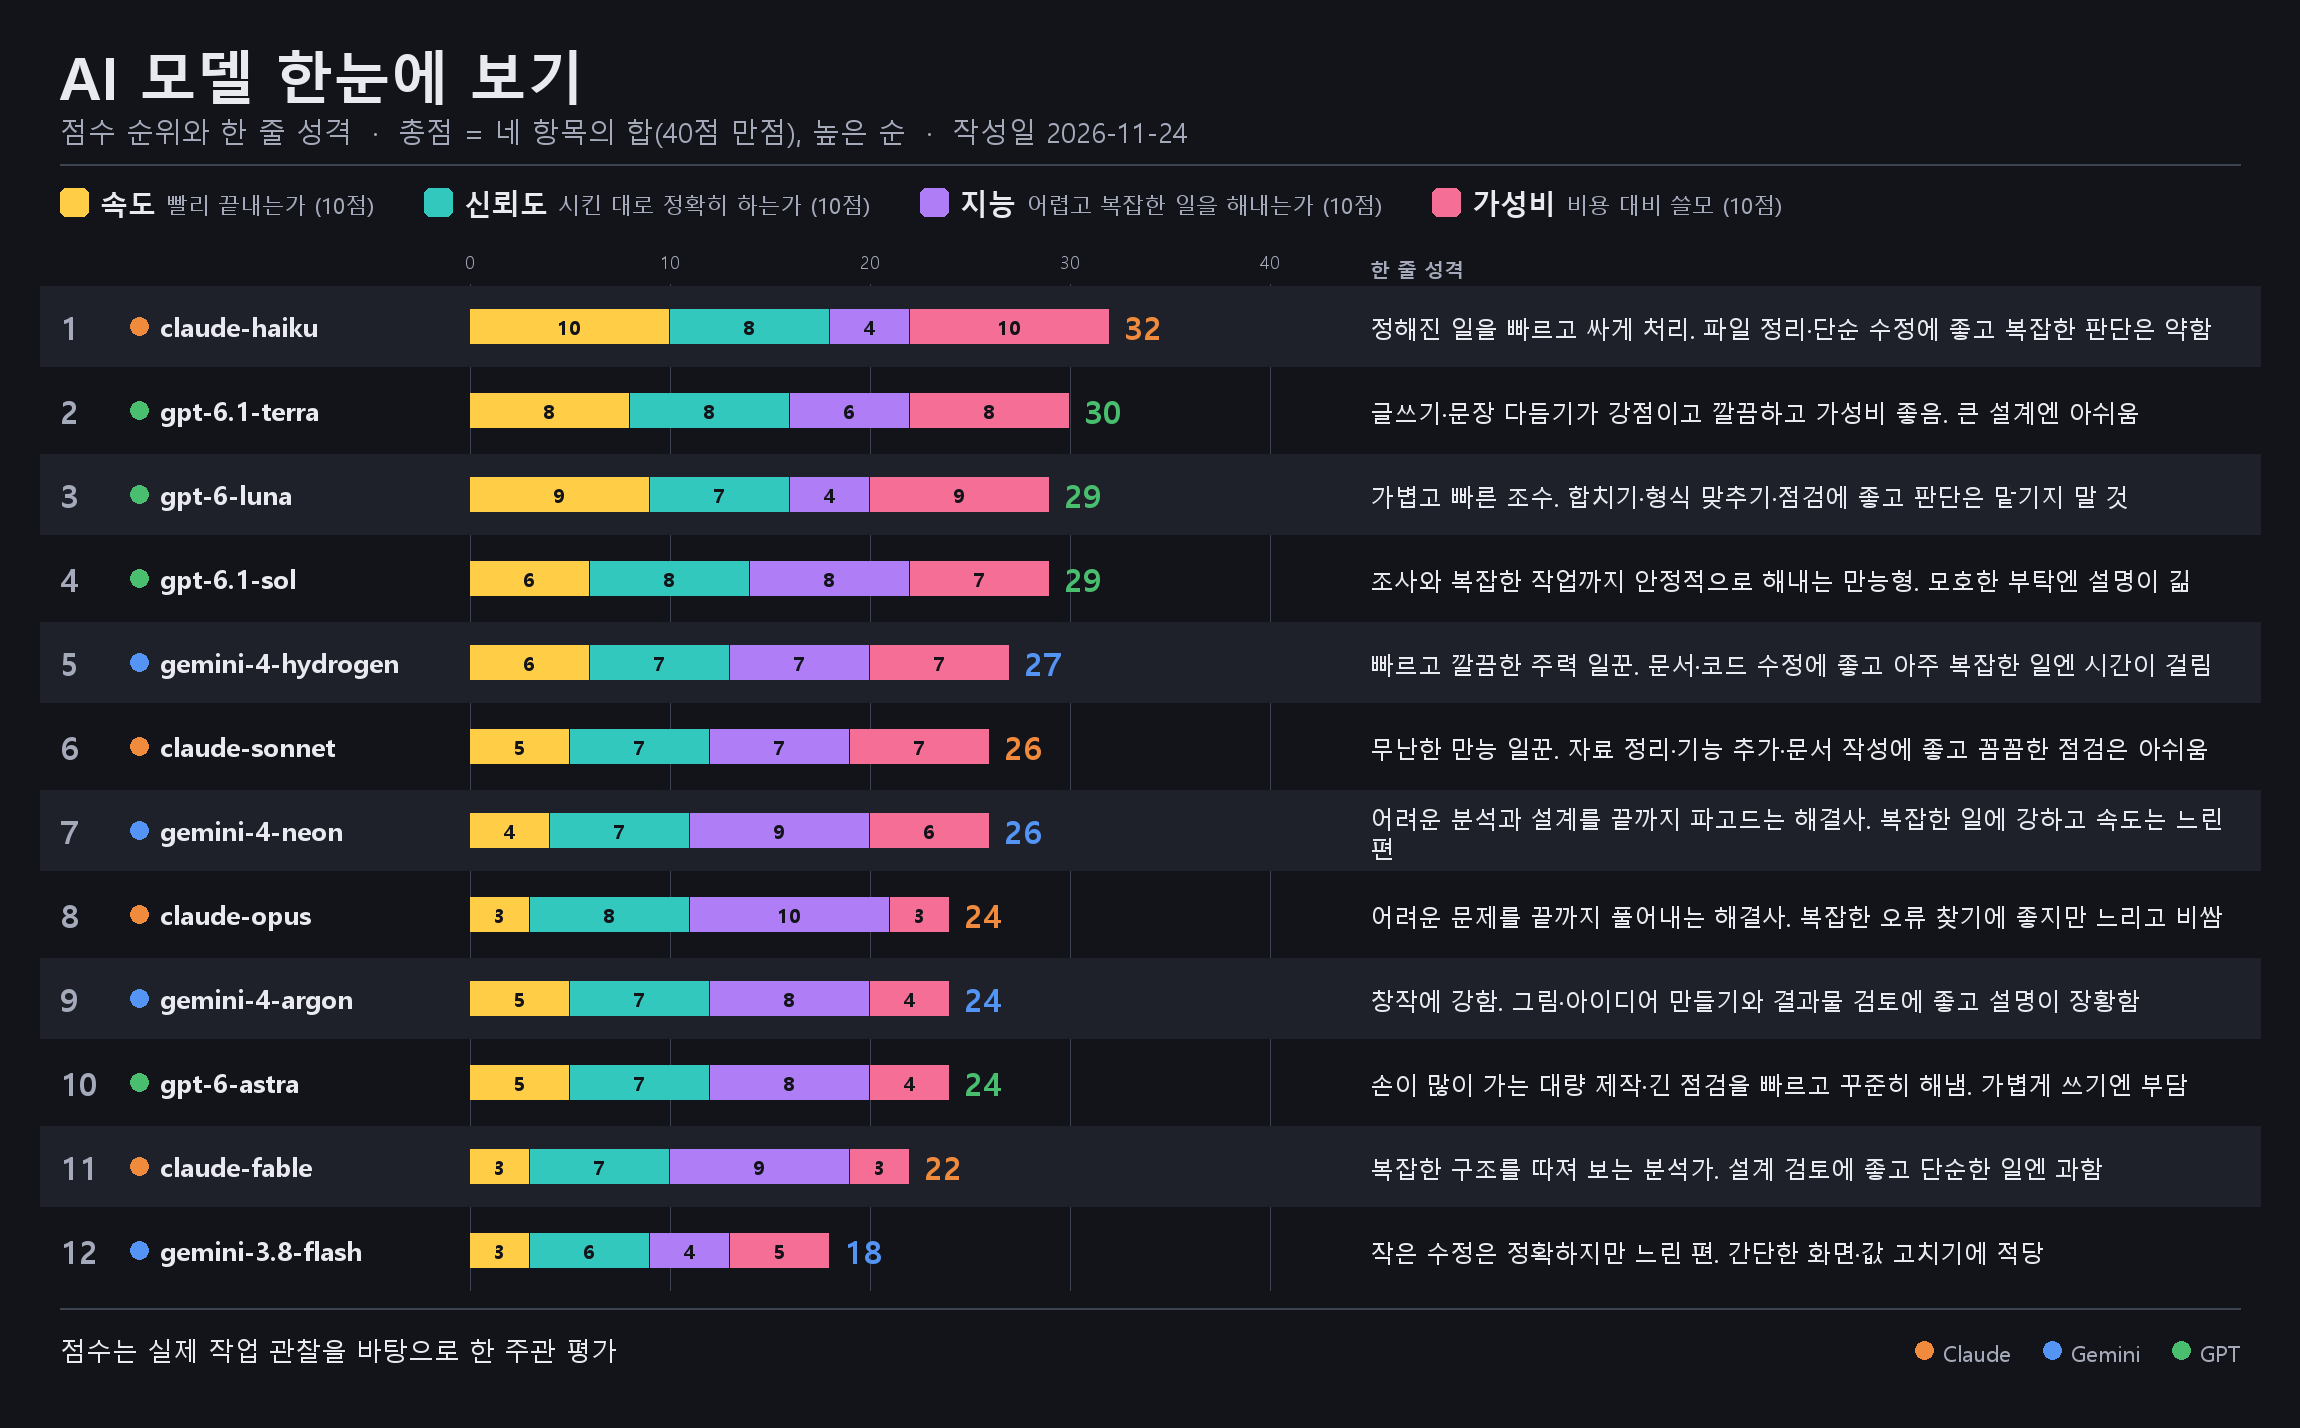 AI 모델 한눈에 보기
점수 순위와 한 줄 성격 · 총점 = 네 항목의 합(40점 만점), 높은 순 · 작성일 2026-11-24
속도 빨리 끝내는가 (10점) 신뢰도 시킨 대로 정확히 하는가 (10점) 지능 어렵고 복잡한 일을 해내는가 (10점) 가성비 비용 대비 쓸모 (10점)
0 10 20 30 40 한 줄 성격
1 claude-haiku 10 8 4 10 32 정해진 일을 빠르고 싸게 처리. 파일 정리·단순 수정에 좋고 복잡한 판단은 약함
2 gpt-6.1-terra 8 8 6 8 30 글쓰기·문장 다듬기가 강점이고 깔끔하고 가성비 좋음. 큰 설계엔 아쉬움
3 gpt-6-luna 9 7 4 9 29 가볍고 빠른 조수. 합치기·형식 맞추기·점검에 좋고 판단은 맡기지 말 것
4 gpt-6.1-sol 6 8 8 7 29 조사와 복잡한 작업까지 안정적으로 해내는 만능형. 모호한 부탁엔 설명이 긺
5 gemini-4-hydrogen 6 7 7 7 27 빠르고 깔끔한 주력 일꾼. 문서·코드 수정에 좋고 아주 복잡한 일엔 시간이 걸림
6 claude-sonnet 5 7 7 7 26 무난한 만능 일꾼. 자료 정리·기능 추가·문서 작성에 좋고 꼼꼼한 점검은 아쉬움
7 gemini-4-neon 4 7 9 6 26 어려운 분석과 설계를 끝까지 파고드는 해결사. 복잡한 일에 강하고 속도는 느린
편
8 claude-opus 3 8 10 3 24 어려운 문제를 끝까지 풀어내는 해결사. 복잡한 오류 찾기에 좋지만 느리고 비쌈
9 gemini-4-argon 5 7 8 4 24 창작에 강함. 그림·아이디어 만들기와 결과물 검토에 좋고 설명이 장황함
10 gpt-6-astra 5 7 8 4 24 손이 많이 가는 대량 제작·긴 점검을 빠르고 꾸준히 해냄. 가볍게 쓰기엔 부담
11 claude-fable 3 7 9 3 22 복잡한 구조를 따져 보는 분석가. 설계 검토에 좋고 단순한 일엔 과함
12 gemini-3.8-flash 3 6 4 5 18 작은 수정은 정확하지만 느린 편. 간단한 화면·값 고치기에 적당
점수는 실제 작업 관찰을 바탕으로 한 주관 평가 Claude Gemini GPT